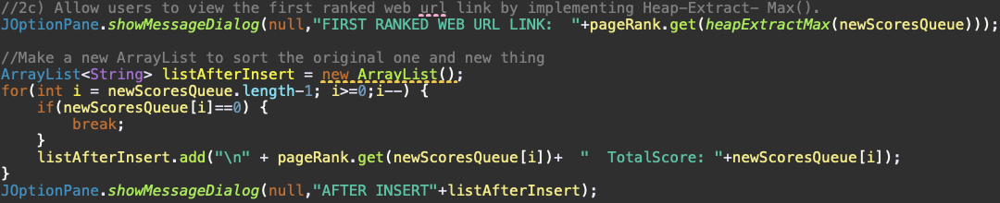 //2c) Allow users to view the first ranked web url link by implementing Heap-Extract- Max().
JOptionPane.showMessageDialog(null,"FIRST RANKED WEB URL LINK:  "+pageRank.get(heapExtractMax(newScoresQueue)));
//Make a new ArrayList to sort the original one and new thing
ArrayList<String> listAfterInsert = new ArrayList();
for(int i = newScoresQueue.length-1; i>=0;i--) {
    if(newScoresQueue[i]==0) {
        break;
    }
    listAfterInsert.add("\n" + pageRank.get(newScoresQueue[i])+  "  TotalScore: "+newScoresQueue[i]);
}
JOptionPane.showMessageDialog(null,"AFTER INSERT"+listAfterInsert);